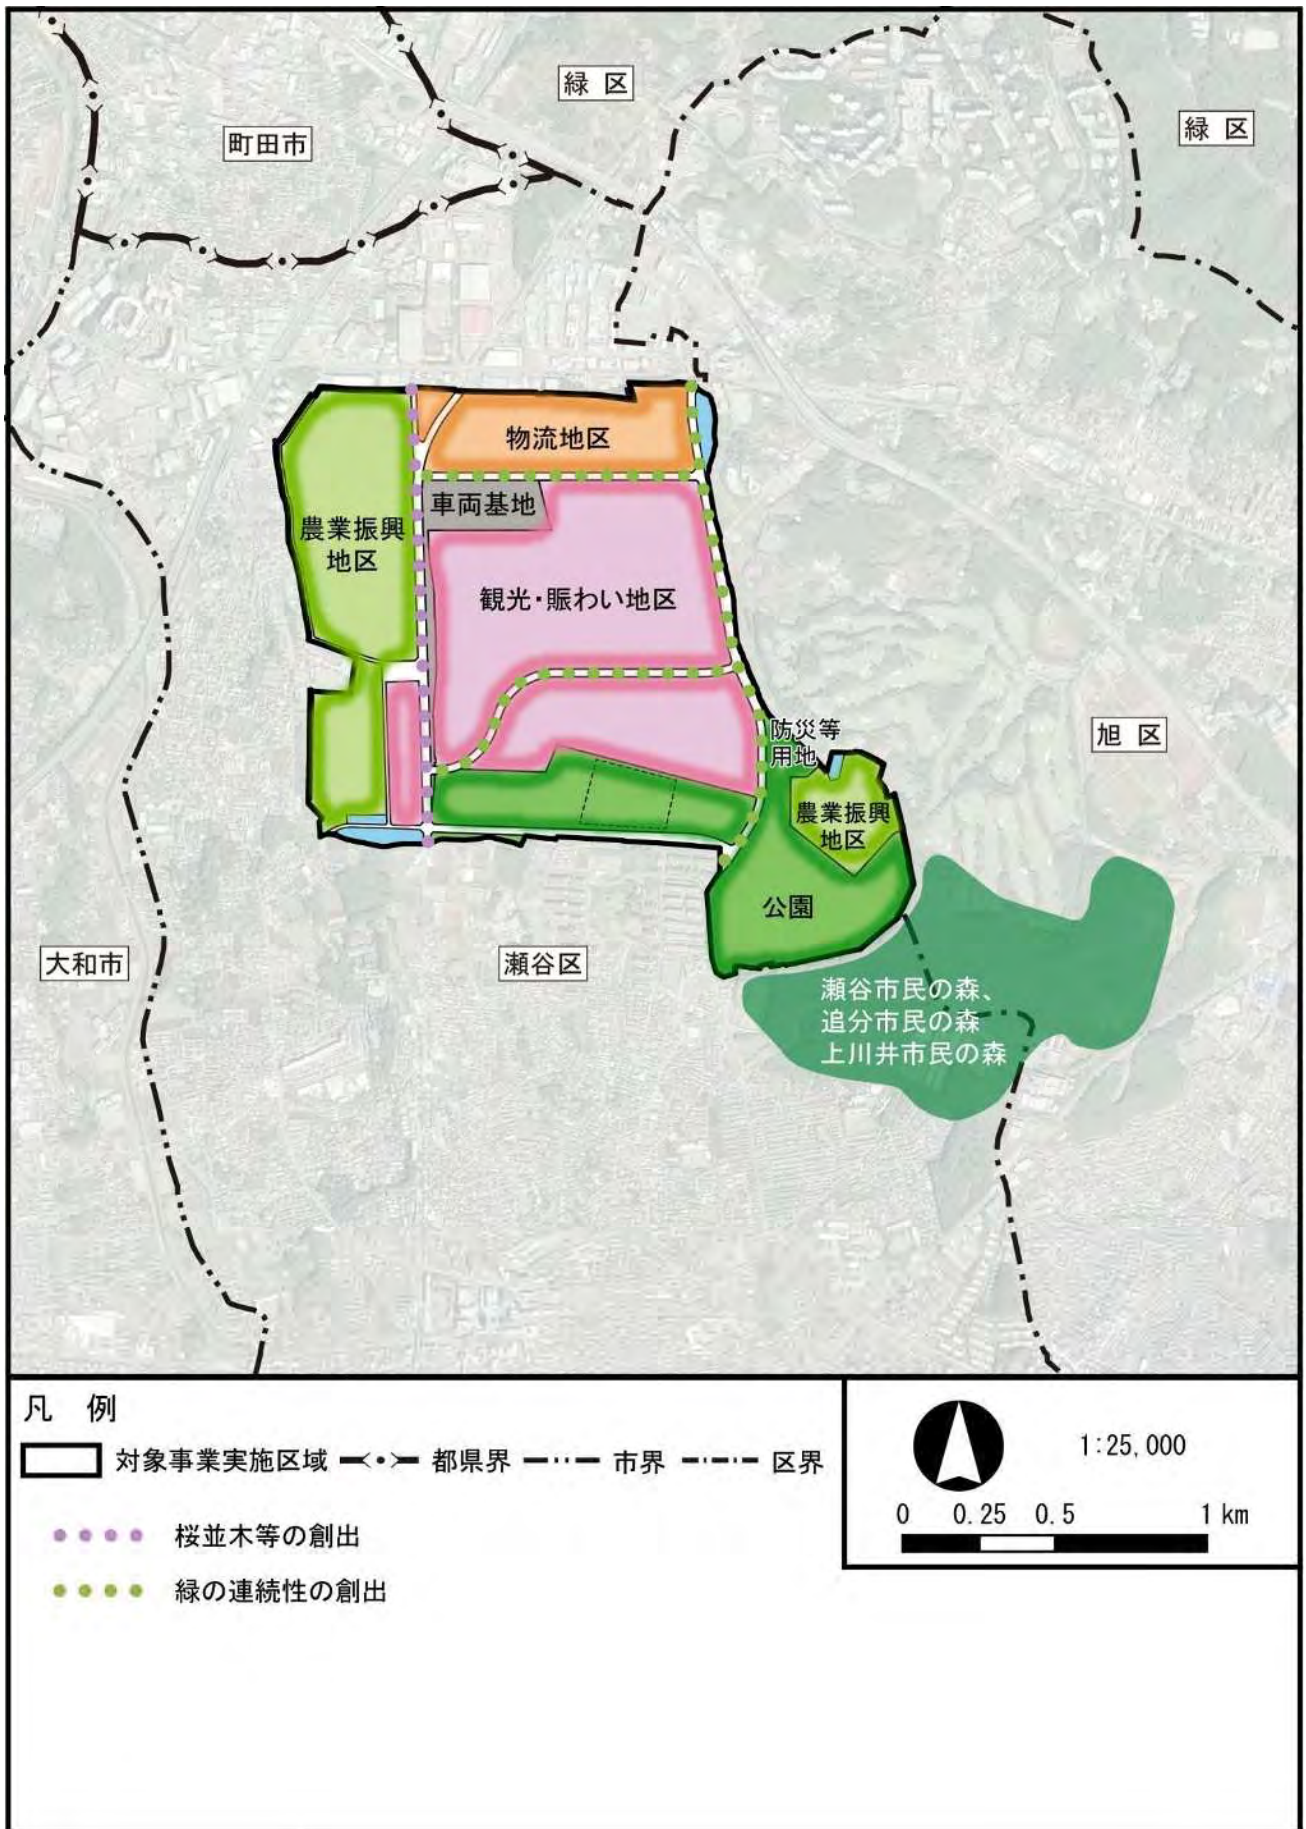 緑 区
町田市
緑 区
物流地区
車両基地
農業振興
地区
観光・賑わい地区
防災等
用地
旭 区
農業振興
地区
公園
大和市
瀬谷区
瀬谷市民の森、
追分市民の森
上川井市民の森
凡 例
対象事業実施区域 都県界 市界 区界
桜並木等の創出
緑の連続性の創出
1:25,000
0 0.25 0.5 1 km